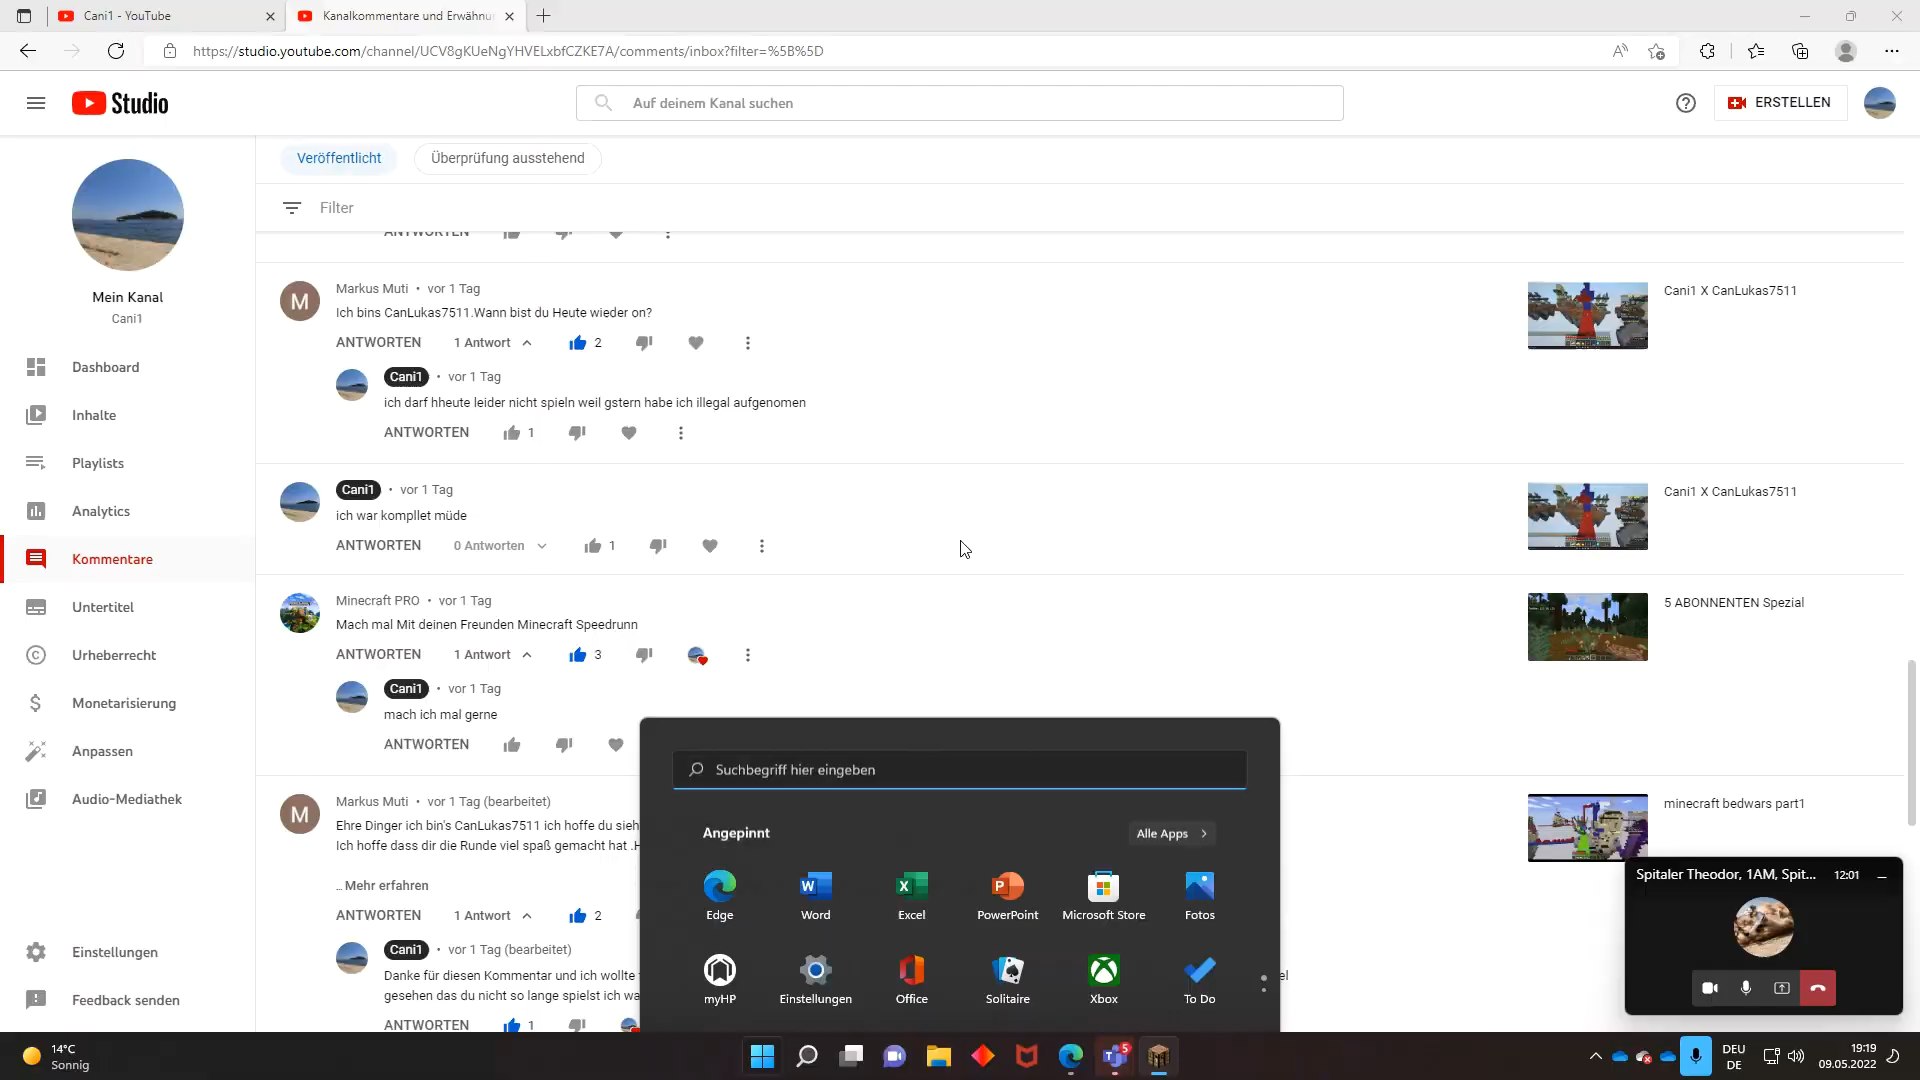 Cani1 - YouTube
Kanalkommentare und Erwähnu
https://studio.youtube.com/channel/UCV8gKUeNgYHVELxbfCZKE7A/comments/inbox?filter=%5B%5D
Studio
Auf deinem Kanal suchen
ERSTELLEN
Mein Kanal
Cani1
Dashboard
Inhalte
Playlists
Analytics
Kommentare
Untertitel
Urheberrecht
Monetarisierung
Anpassen
Audio-Mediathek
Einstellungen
Feedback senden
Veröffentlicht
Überprüfung ausstehend
Filter
ANTWORTEN
Markus Muti • vor 1 Tag
Ich bins CanLukas7511.Wann bist du Heute wieder on?
ANTWORTEN 1 Antwort 2
Cani1 • vor 1 Tag
ich darf hheute leider nicht spieln weil gstern habe ich illegal aufgenomen
ANTWORTEN 1
Cani1 X CanLukas7511
Cani1 • vor 1 Tag
ich war kompllet müde
ANTWORTEN 0 Antworten 1
Cani1 X CanLukas7511
Minecraft PRO • vor 1 Tag
Mach mal Mit deinen Freunden Minecraft Speedrunn
ANTWORTEN 1 Antwort 3
Cani1 • vor 1 Tag
mach ich mal gerne
ANTWORTEN
5 ABONNENTEN Spezial
Markus Muti • vor 1 Tag (bearbeitet)
Ehre Dinger ich bin's CanLukas7511 ich hoffe du sieh
Ich hoffe dass dir die Runde viel spaß gemacht hat .H
... Mehr erfahren
ANTWORTEN 1 Antwort 2
Cani1 • vor 1 Tag (bearbeitet)
Danke für diesen Kommentar und ich wollte
gesehen das du nicht so lange spielst ich wa
ANTWORTEN 1
minecraft bedwars part1
Suchbegriff hier eingeben
Angepinnt
Alle Apps
Edge
Word
Excel
PowerPoint
Microsoft Store
Fotos
myHP
Einstellungen
Office
Solitaire
Xbox
To Do
el
Spitaler Theodor, 1AM, Spit... 12:01
14°C
Sonnig
5
DEU
DE
19:19
09.05.2022